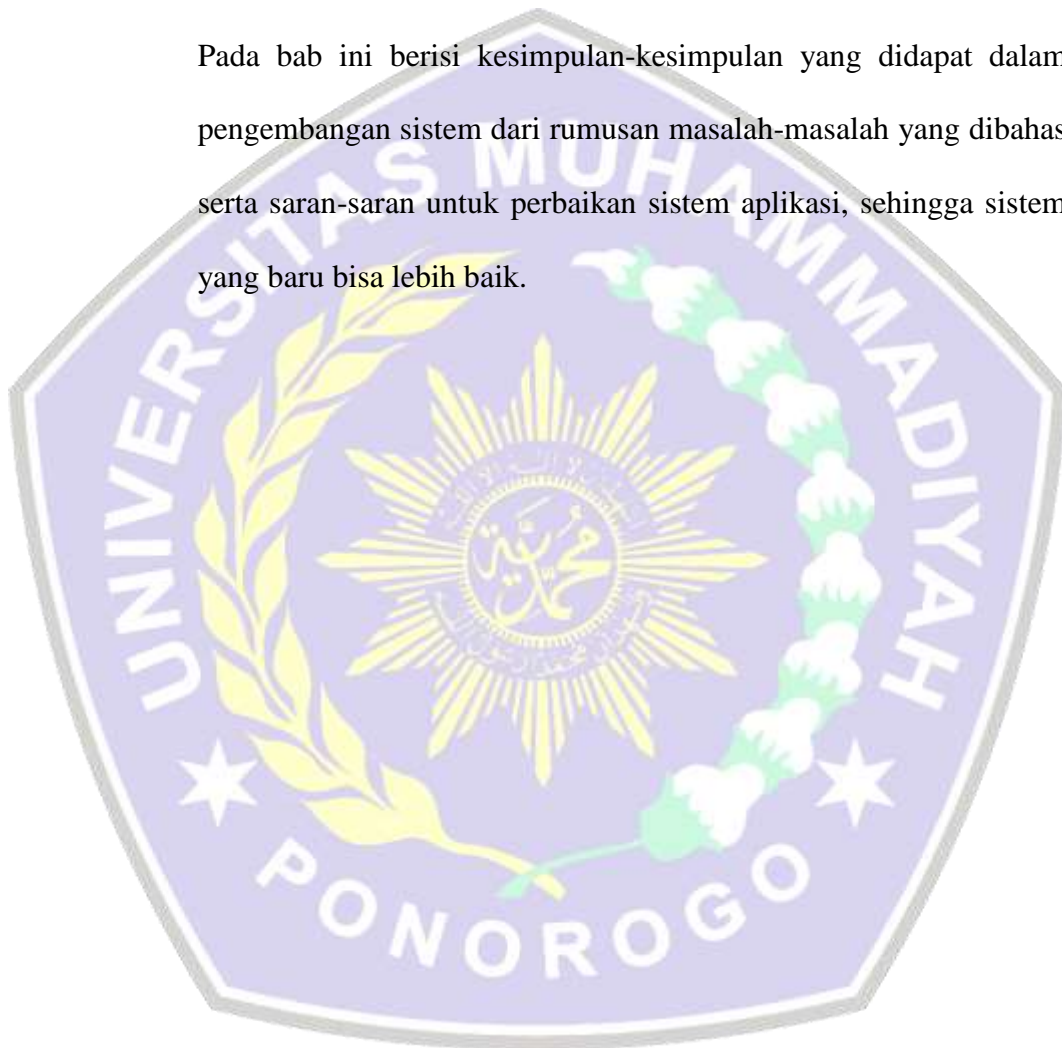 Pada bab ini berisi kesimpulan-kesimpulan yang didapat dalam
pengembangan sistem dari rumusan masalah-masalah yang dibahas
serta saran-saran untuk perbaikan sistem aplikasi, sehingga sistem
yang baru bisa lebih baik.
UNIVERSITAS MUHAMMADIYAH
PONOROGO